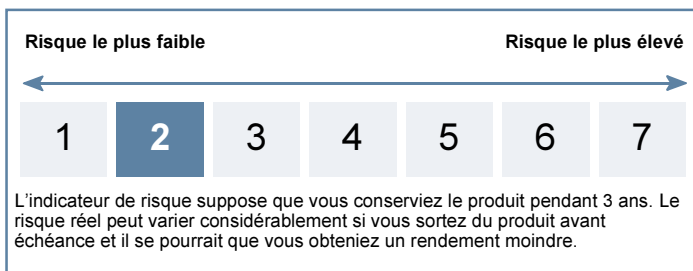 Risque le plus faible Risque le plus élevé
1 2 3 4 5 6 7
L'indicateur de risque suppose que vous conserviez le produit pendant 3 ans. Le
risque réel peut varier considérablement si vous sortez du produit avant
échéance et il se pourrait que vous obteniez un rendement moindre.